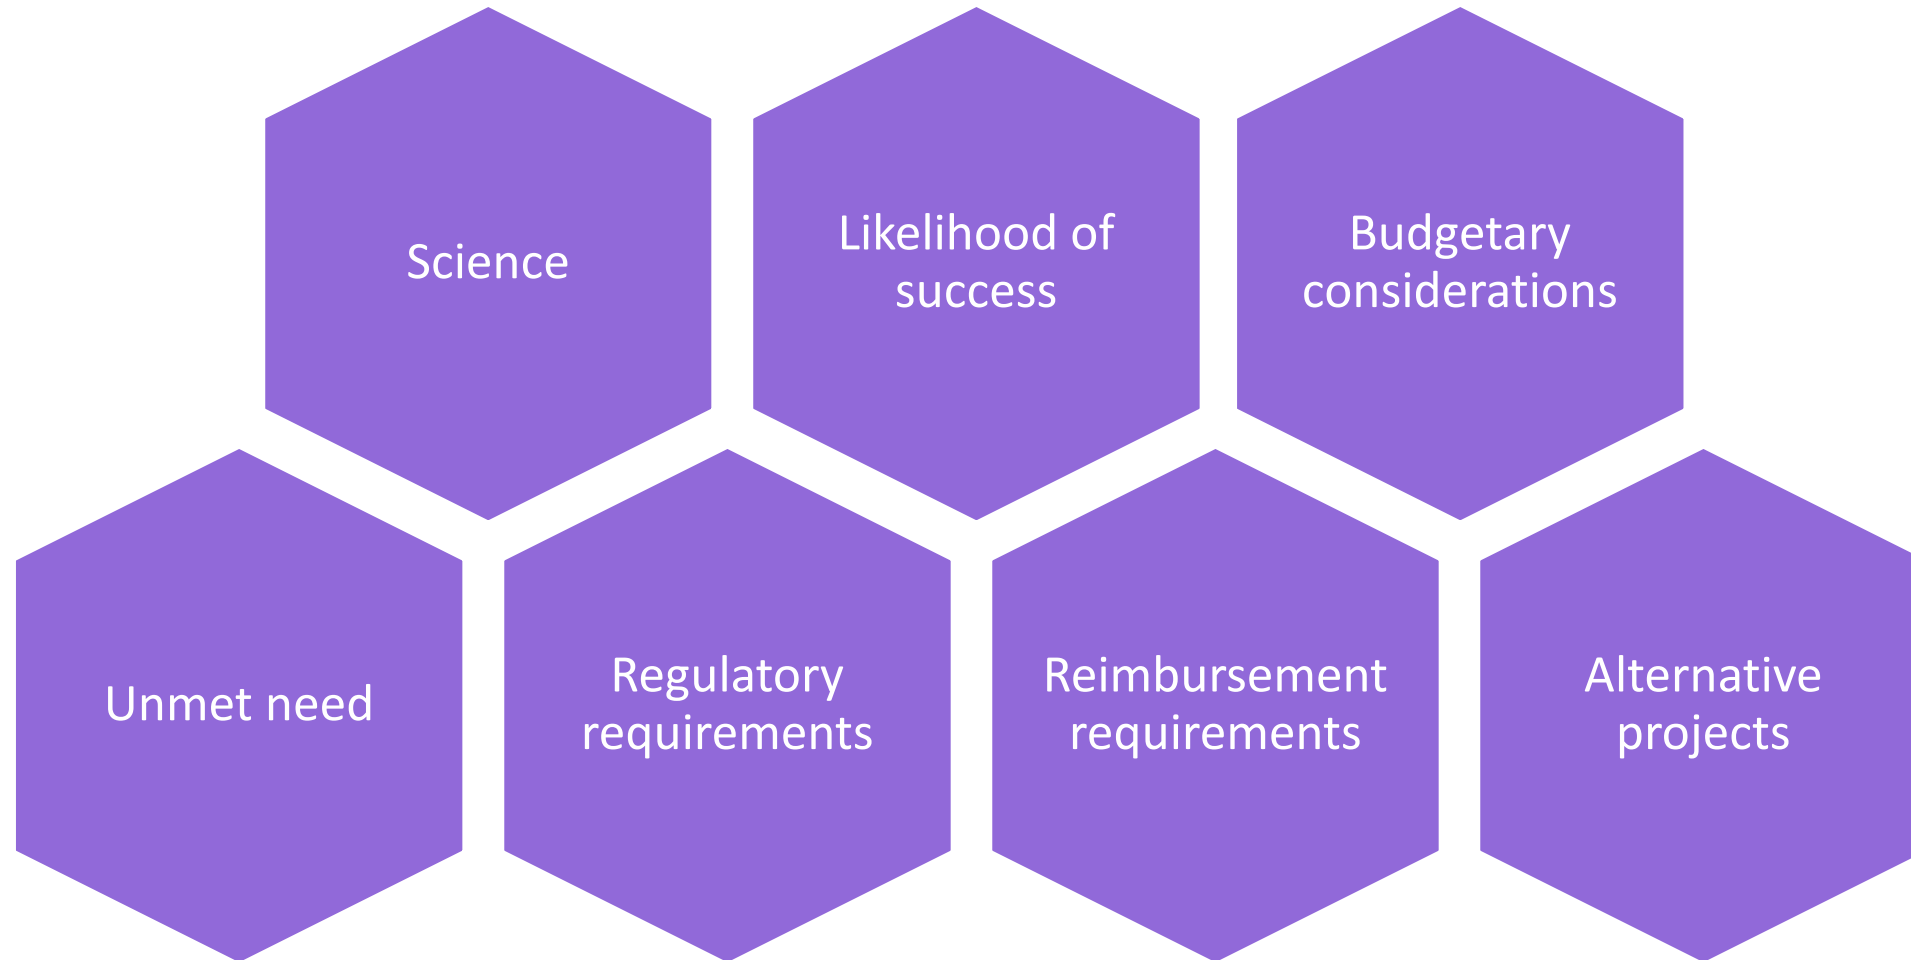 Science
Likelihood of
success
Budgetary
considerations
Unmet need
Regulatory
requirements
Reimbursement
requirements
Alternative
projects